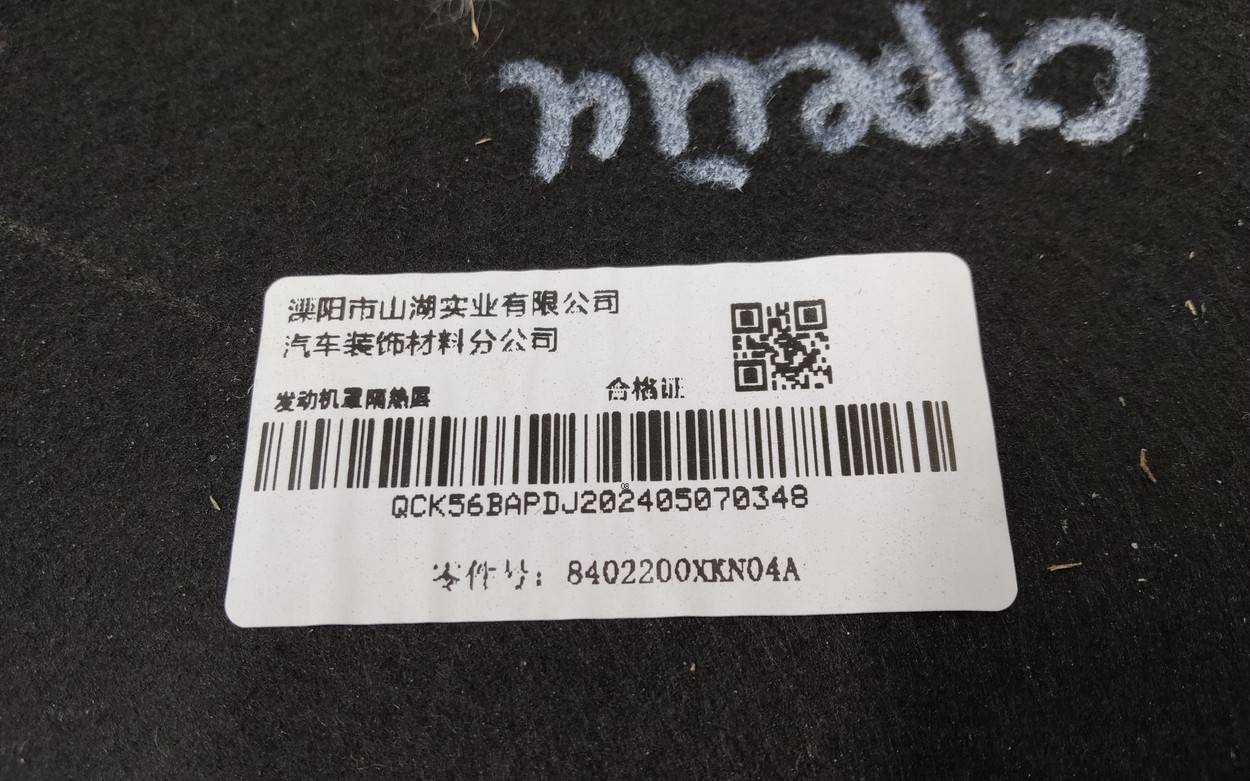 溧阳市山湖实业有限公司
汽车装饰材料分公司
发动机罩隔热层
合格证
QCK56BAPDJ202405070348
零件号：8402200XKN04A